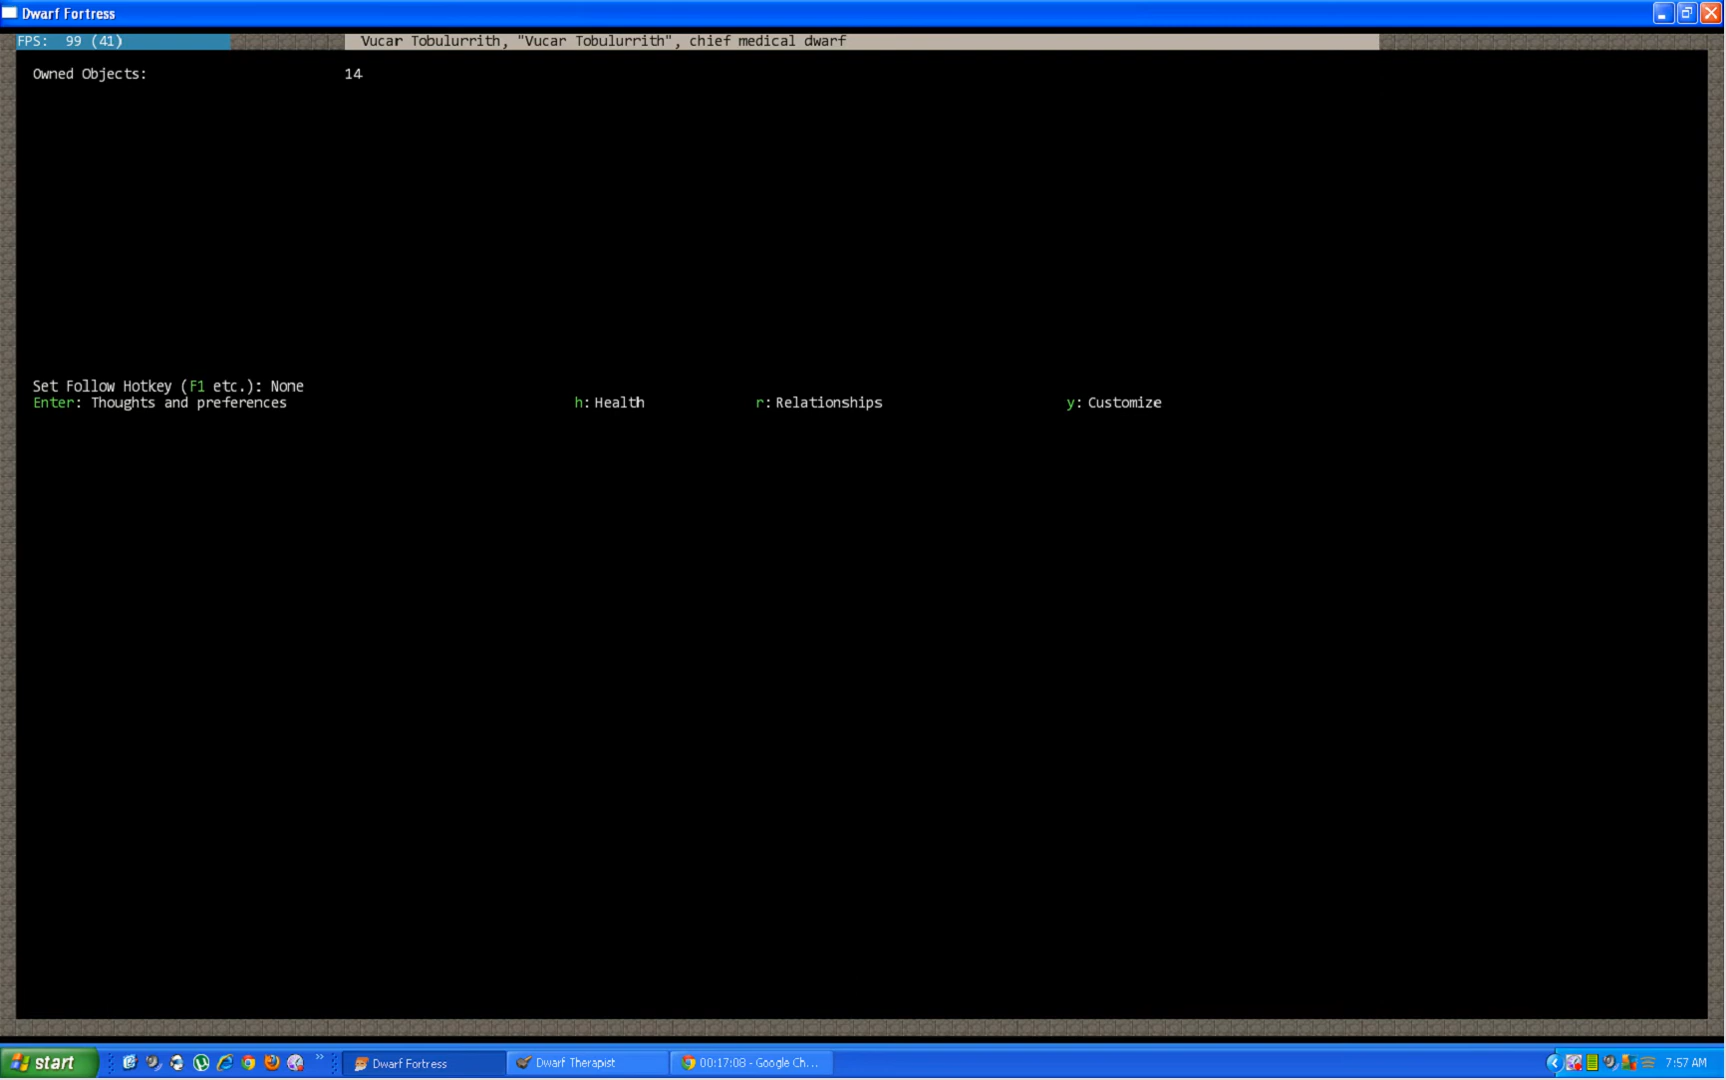 Dwarf Fortress
FPS: 99 (41)
Vucar Tobulurrith, "Vucar Tobulurrith", chief medical dwarf
Owned Objects: 14
Set Follow Hotkey (F1 etc.): None
Enter: Thoughts and preferences h: Health r: Relationships y: Customize
start Dwarf Fortress Dwarf Therapist 00:17:08 - Google Ch... 7:57 AM